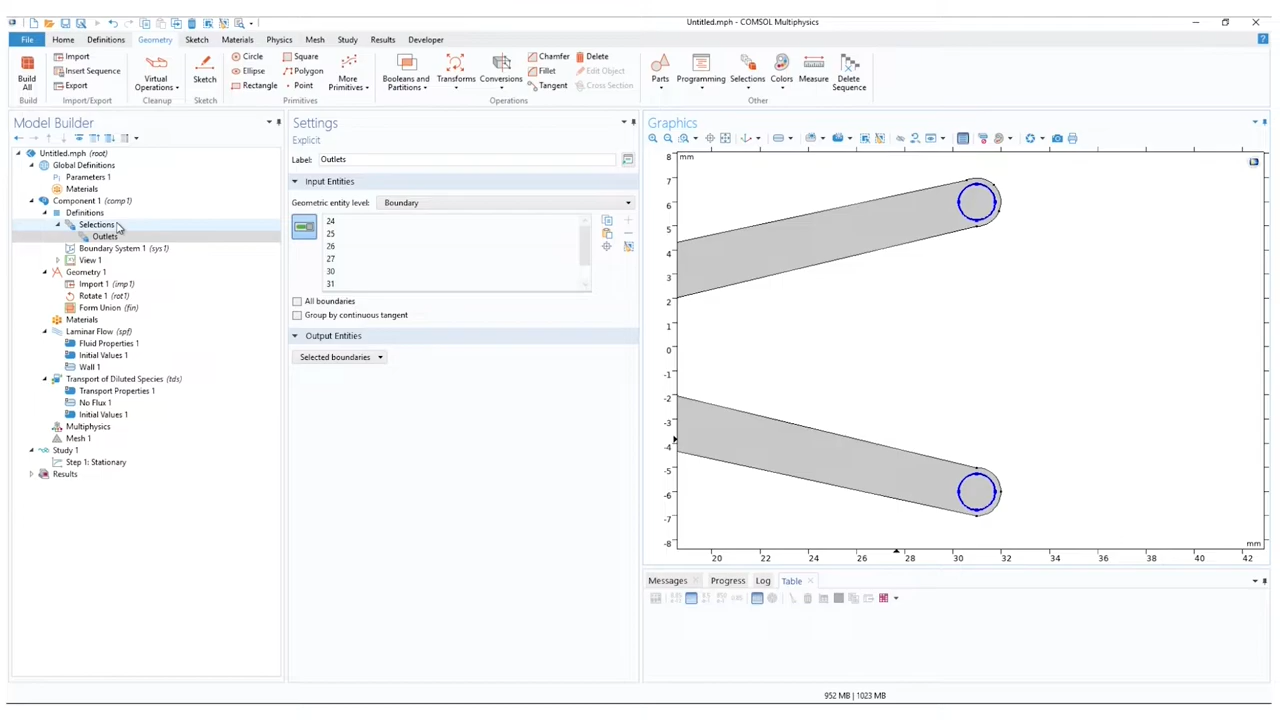 Untitled.mph - COMSOL Multiphysics
File Home Definitions Geometry Sketch Materials Physics Mesh Study Results Developer
Build All
Build
Import
Insert Sequence
Export
Import/Export
Virtual Operations
Cleanup
Sketch
Sketch
Circle
Ellipse
Rectangle
Square
Polygon
Point
More Primitives
Primitives
Booleans and Partitions
Transforms
Conversions
Chamfer
Fillet
Tangent
Delete
Edit Object
Cross Section
Operations
Parts
Programming
Selections
Colors
Measure
Delete Sequence
Other
Model Builder
Untitled.mph (root)
Global Definitions
Parameters 1
Materials
Component 1 (comp1)
Definitions
Selections
Outlets
Boundary System 1 (sys1)
View 1
Geometry 1
Import 1 (imp1)
Rotate 1 (rot1)
Form Union (fin)
Materials
Laminar Flow (spf)
Fluid Properties 1
Initial Values 1
Wall 1
Transport of Diluted Species (tds)
Transport Properties 1
No Flux 1
Initial Values 1
Multiphysics
Mesh 1
Study 1
Step 1: Stationary
Results
Settings
Explicit
Label: Outlets
Input Entities
Geometric entity level: Boundary
24
25
26
27
30
31
All boundaries
Group by continuous tangent
Output Entities
Selected boundaries
Graphics
8 mm
7
6
5
4
3
2
1
0
-1
-2
-3
-4
-5
-6
-7
-8
mm
20 22 24 26 28 30 32 34 36 38 40 42
Messages Progress Log Table
952 MB | 1023 MB